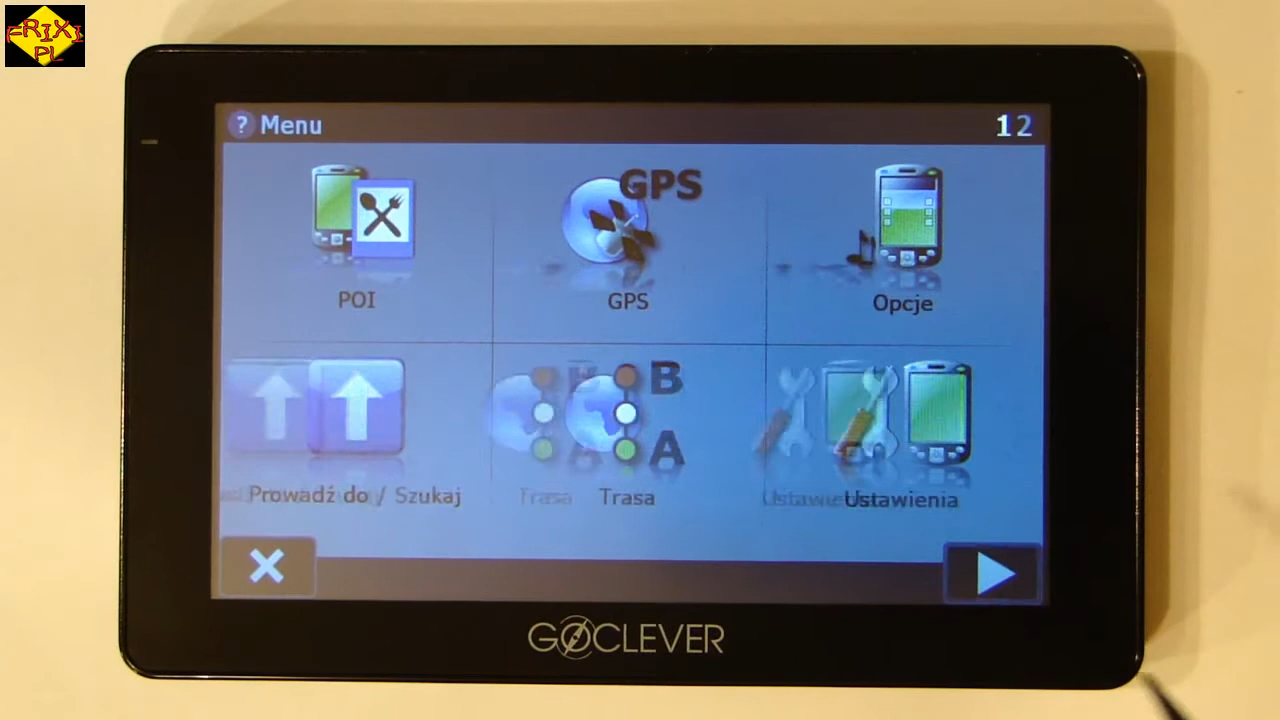 FRIXI
PL
? Menu
12
GPS
POI
GPS
Opcje
B
A
Prowadź do / Szukaj
Trasa
Trasa
Ustawienia
GOCLEVER